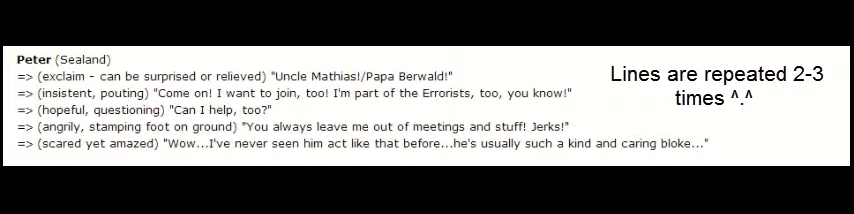 Peter (Sealand)
=> (exclaim - can be surprised or relieved) "Uncle Mathias!/Papa Berwald!"
=> (insistent, pouting) "Come on! I want to join, too! I'm part of the Errorists, too, you know!"
=> (hopeful, questioning) "Can I help, too?"
=> (angrily, stamping foot on ground) "You always leave me out of meetings and stuff! Jerks!"
=> (scared yet amazed) "Wow...I've never seen him act like that before...he's usually such a kind and caring bloke..."
Lines are repeated 2-3
times ^.^